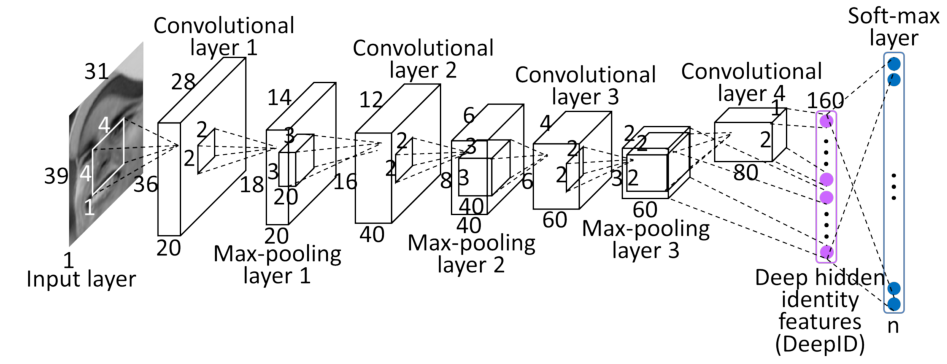 Convolutional
layer 1
Convolutional
layer 2
Convolutional
layer 3
Convolutional
layer 4
Soft-max
layer
31
4
4
1
39
1
Input layer
28
2
2
36
20
14
3
3
20
18
20
Max-pooling
layer 1
12
2
2
16
40
6
3
3
40
8
40
Max-pooling
layer 2
4
2
2
6
60
2
2
2
3
60
Max-pooling
layer 3
1
2
80
160
Deep hidden
identity
features
(DeepID)
n